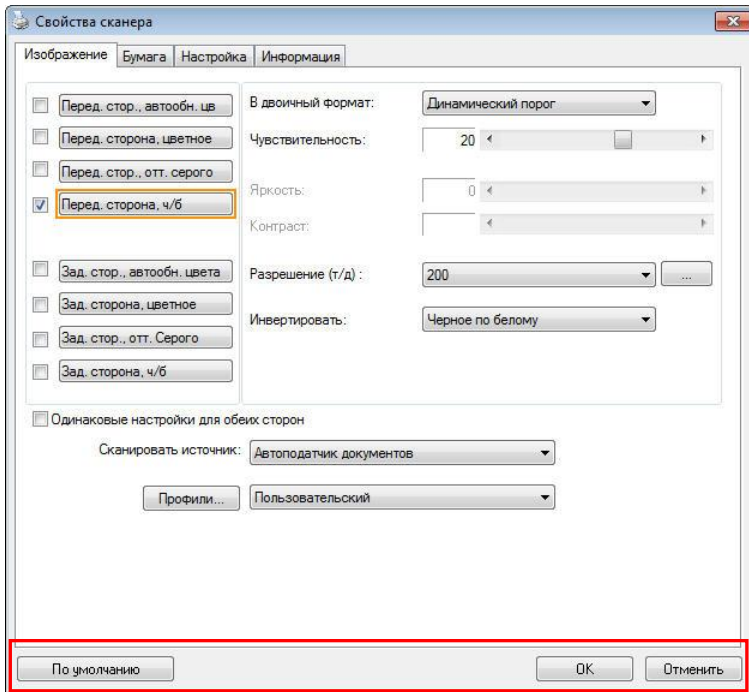 Свойства сканера
Изображение Бумага Настройка Информация
Перед. стор., автообн. цв
Перед. сторона, цветное
Перед. стор., отт. серого
Перед. сторона, ч/б
Зад. стор., автообн. цвета
Зад. сторона, цветное
Зад. стор., отт. Серого
Зад. сторона, ч/б
В двоичный формат: Динамический порог
Чувствительность: 20
Яркость: 0
Контраст:
Разрешение (т/д) : 200 ...
Инвертировать: Черное по белому
Одинаковые настройки для обеих сторон
Сканировать источник: Автоподатчик документов
Профили... Пользовательский
По умолчанию OK Отменить